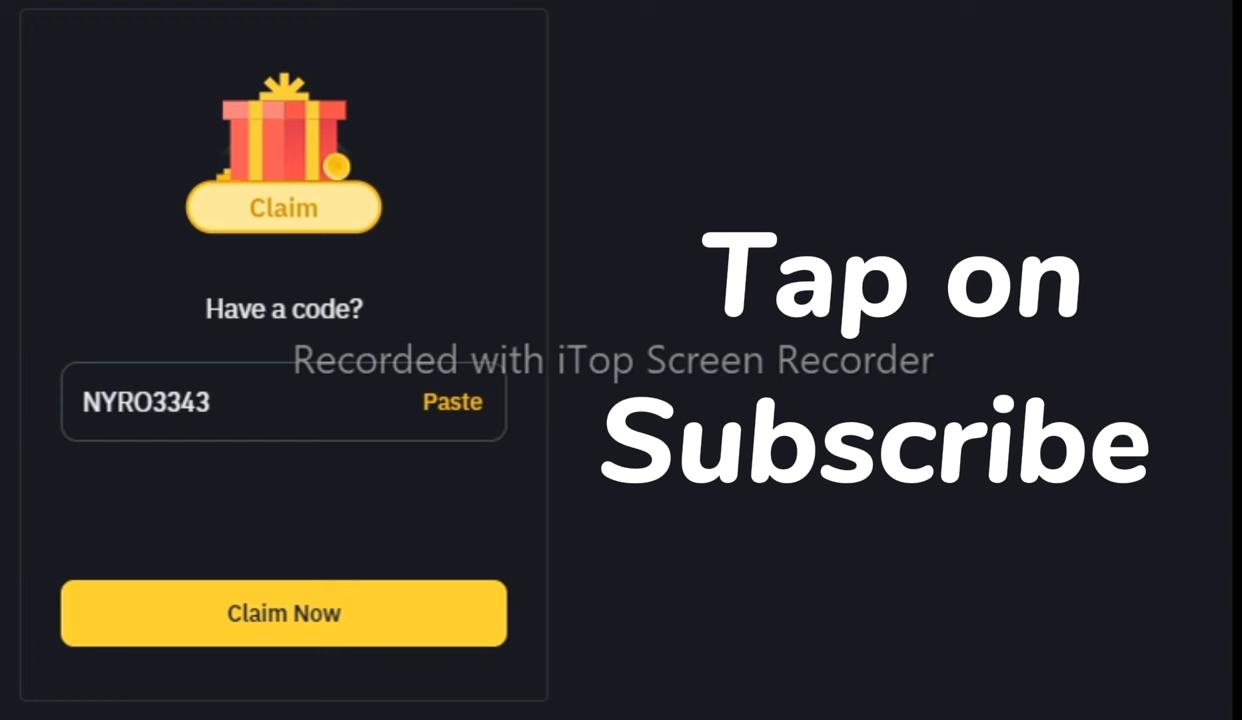 Claim
Have a code?
Recorded with iTop Screen Recorder
NYRO3343 Paste
Claim Now
Tap on
Subscribe